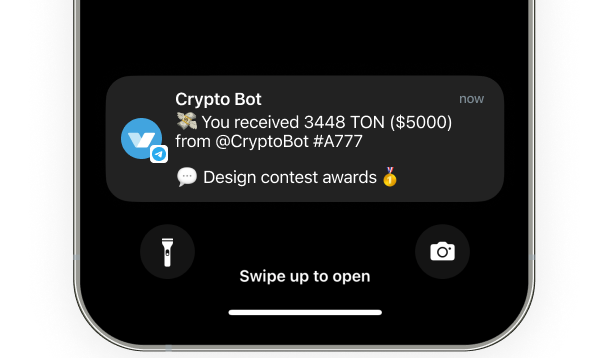 Crypto Bot
now
💸 You received 3448 TON ($5000)
from @CryptoBot #A777
💬 Design contest awards 🏅
Swipe up to open